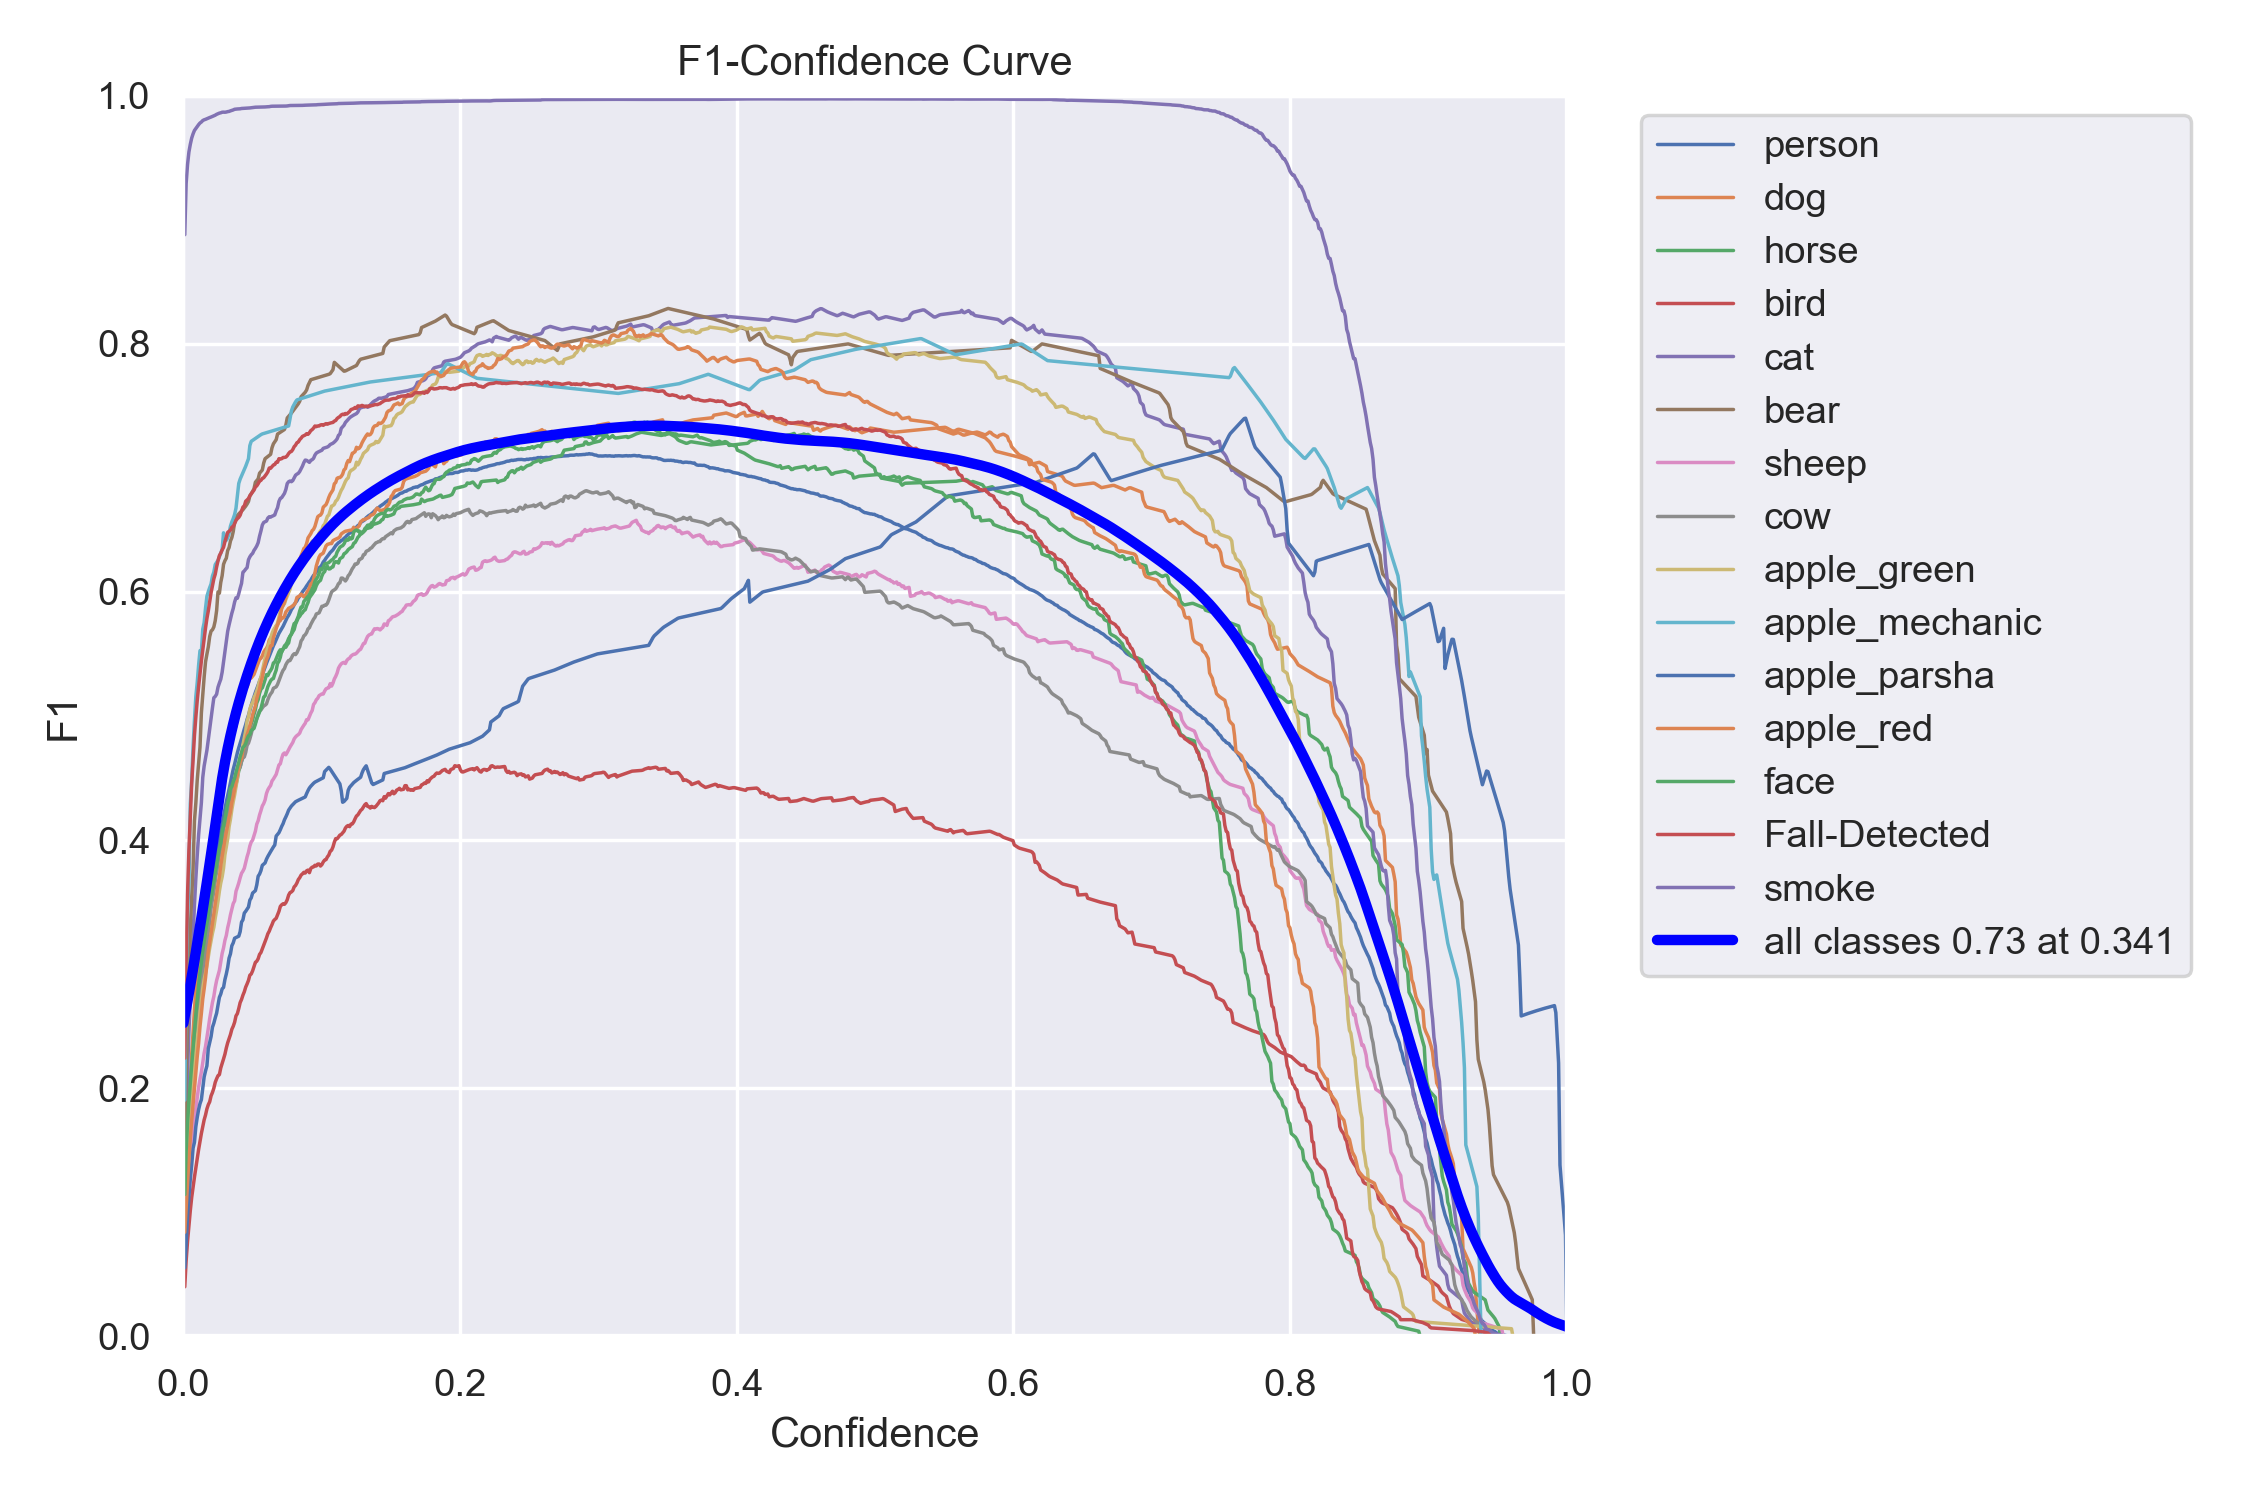 F1-Confidence Curve
1.0
0.8
0.6
0.4
0.2
0.0
F1
0.0 0.2 0.4 0.6 0.8 1.0
Confidence
person
dog
horse
bird
cat
bear
sheep
cow
apple_green
apple_mechanic
apple_parsha
apple_red
face
Fall-Detected
smoke
all classes 0.73 at 0.341